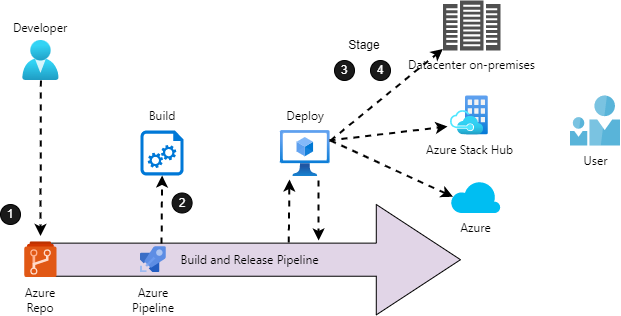 Developer
Stage
3
4
Datacenter on-premises
Build
Deploy
Azure Stack Hub
User
1
2
Azure
Build and Release Pipeline
Azure
Repo
Azure
Pipeline